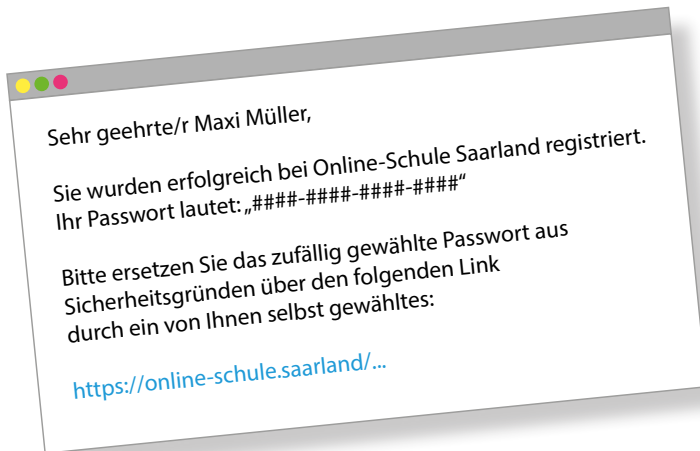 Sehr geehrte/r Maxi Müller,
Sie wurden erfolgreich bei Online-Schule Saarland registriert.
Ihr Passwort lautet: „####-####-####-####“
Bitte ersetzen Sie das zufällig gewählte Passwort aus
Sicherheitsgründen über den folgenden Link
durch ein von Ihnen selbst gewähltes:
https://online-schule.saarland/...